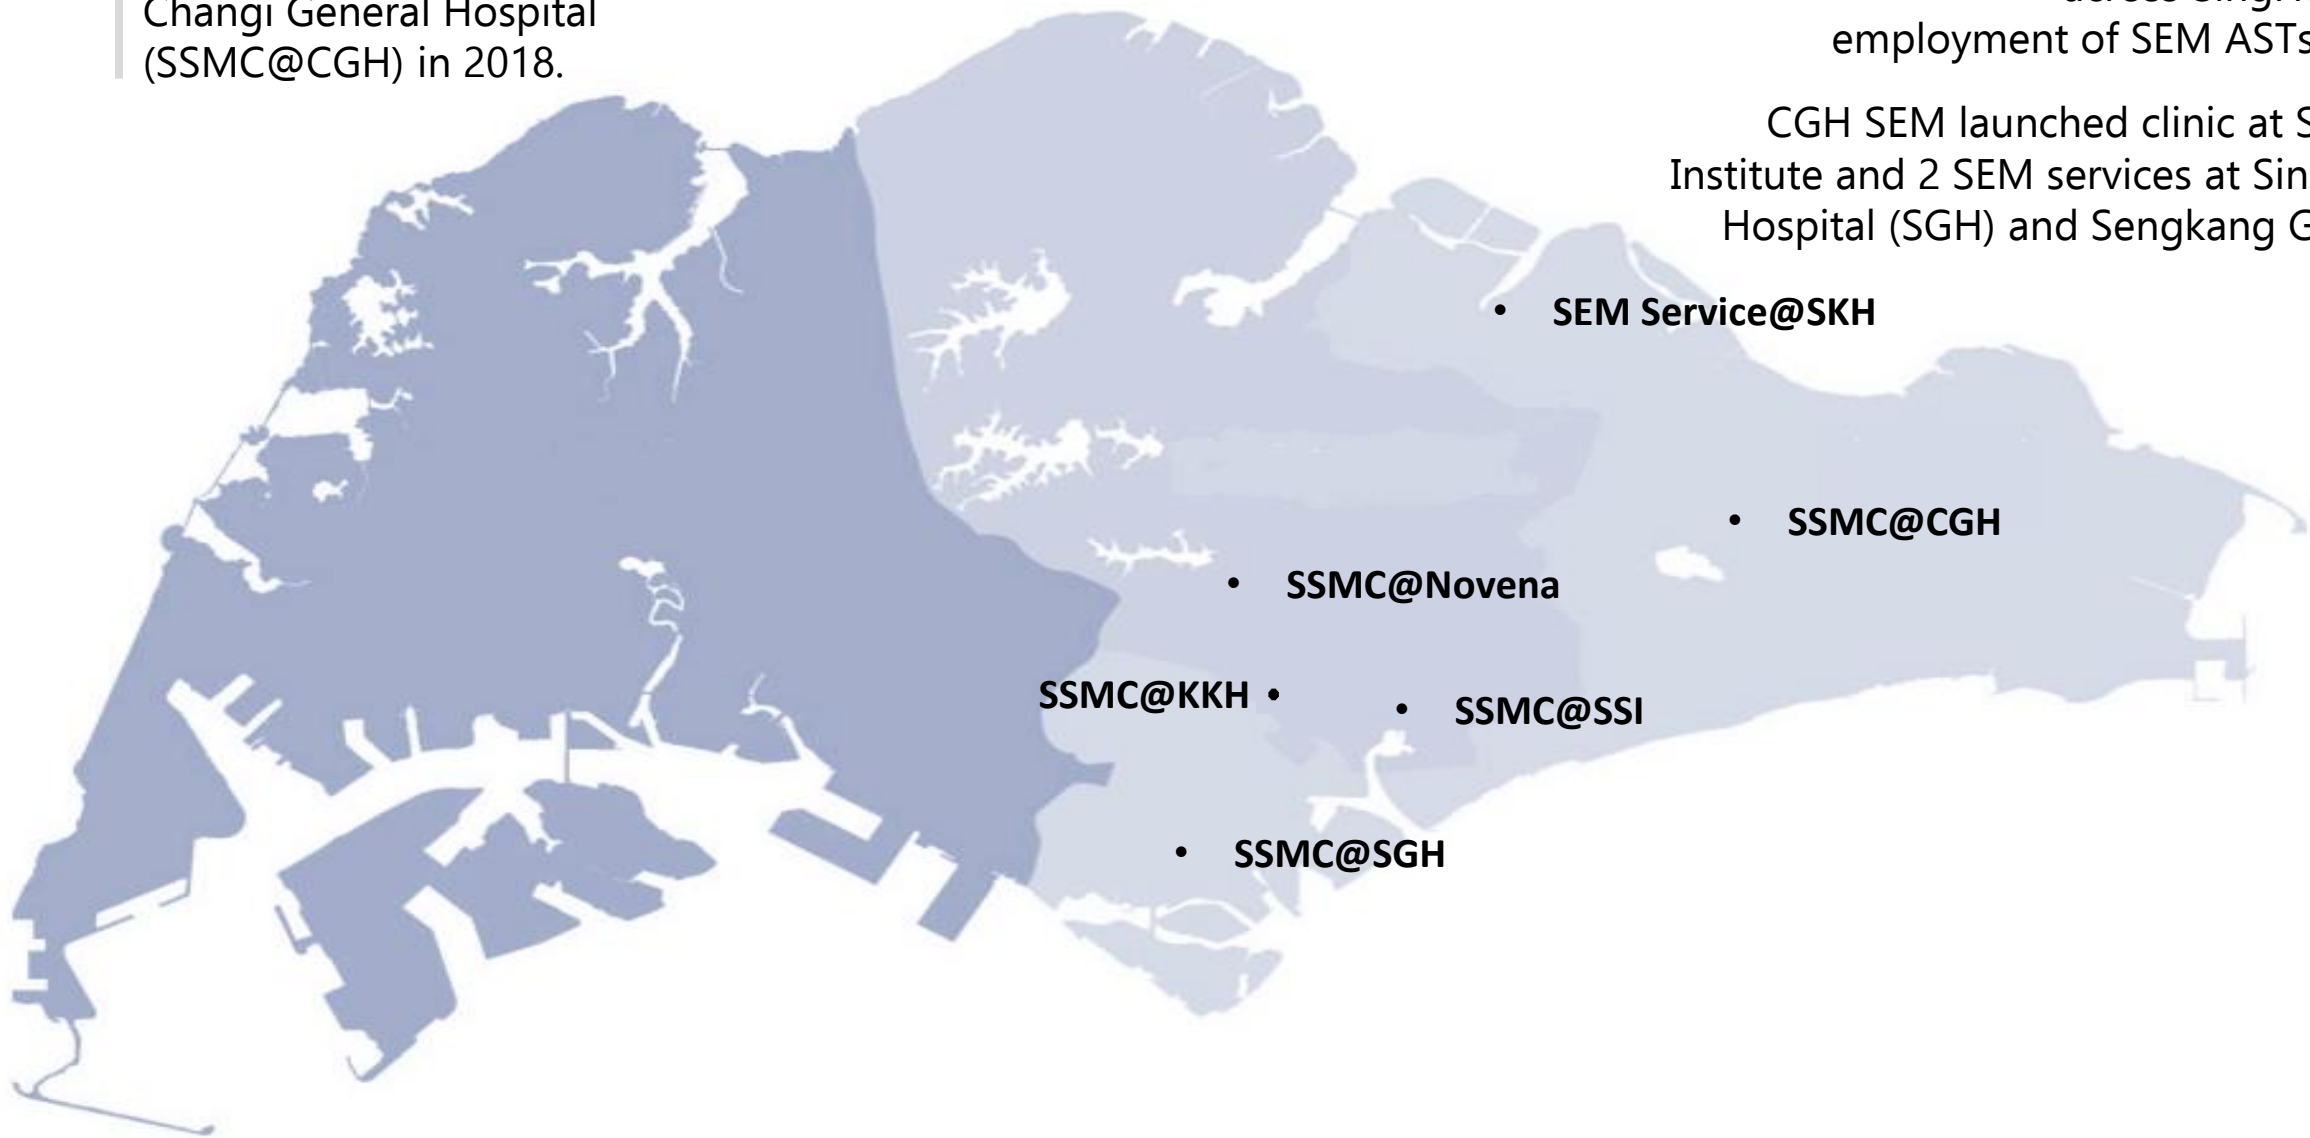 Changi General Hospital
(SSMC@CGH) in 2018.
across
employment of SEM ASTs
CGH SEM launched clinic at S
Institute and 2 SEM services at Sin
Hospital (SGH) and Sengkang G
• SEM Service@SKH
• SSMC@CGH
• SSMC@Novena
SSMC@KKH •
• SSMC@SSI
• SSMC@SGH